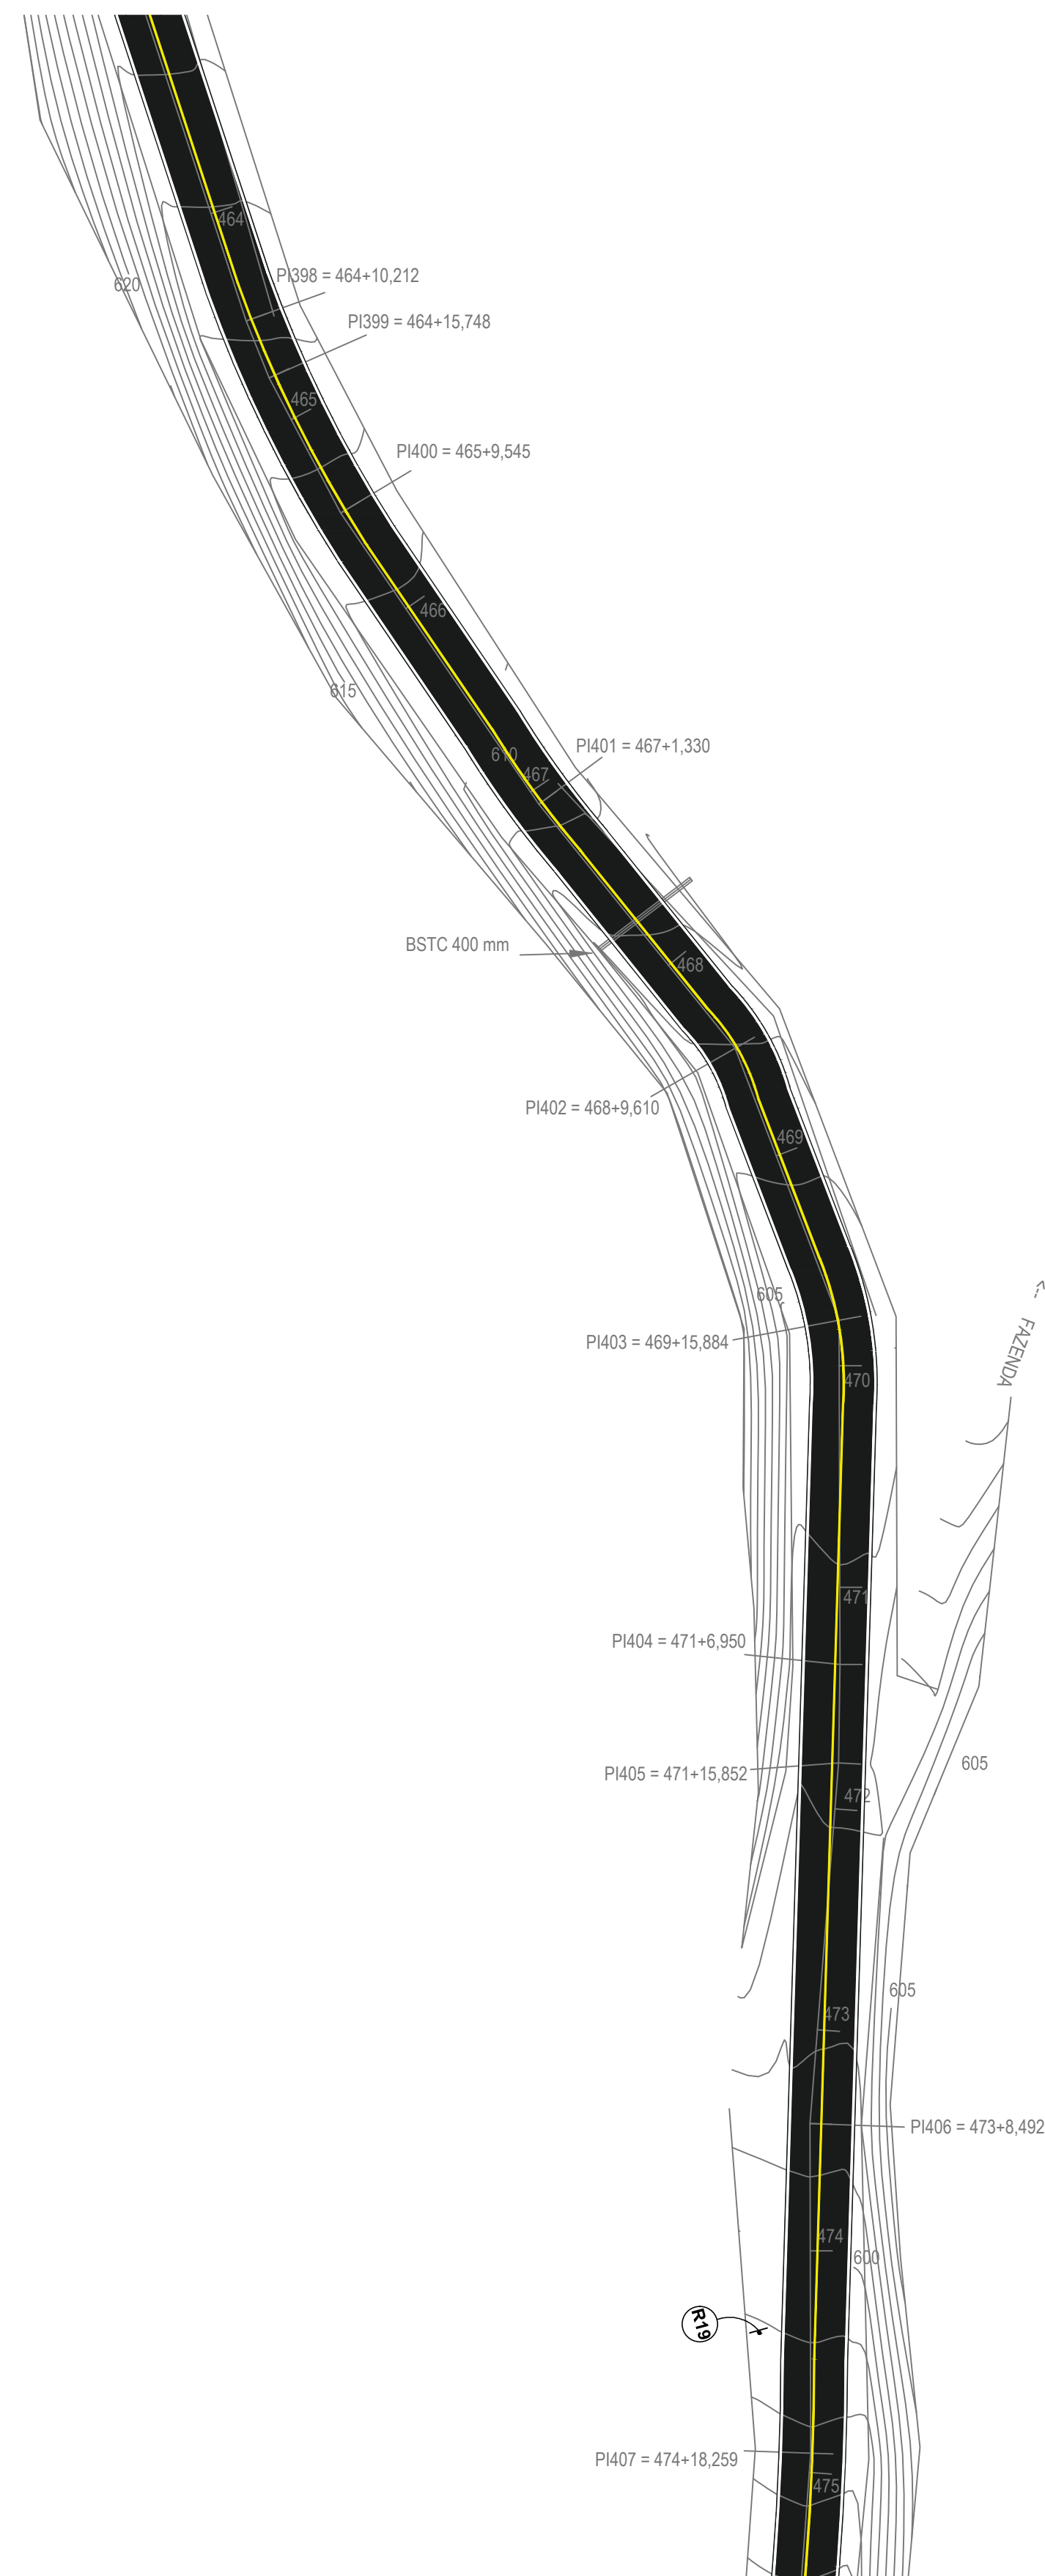 464
PI398 = 464+10,212
620
PI399 = 464+15,748
465
PI400 = 465+9,545
466
615
PI401 = 467+1,330
610
467
BSTC 400 mm
468
PI402 = 468+9,610
469
605
PI403 = 469+15,884
FAZENDA
470
471
PI404 = 471+6,950
605
PI405 = 471+15,852
472
605
473
PI406 = 473+8,492
474
600
R19
PI407 = 474+18,259
475